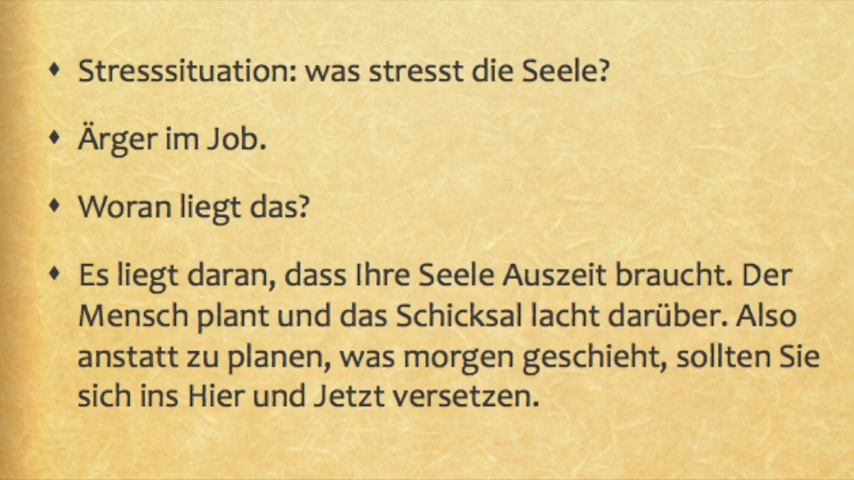 Stresssituation: was stresst die Seele?
Ärger im Job.
Woran liegt das?
Es liegt daran, dass Ihre Seele Auszeit braucht. Der
Mensch plant und das Schicksal lacht darüber. Also
anstatt zu planen, was morgen geschieht, sollten Sie
sich ins Hier und Jetzt versetzen.